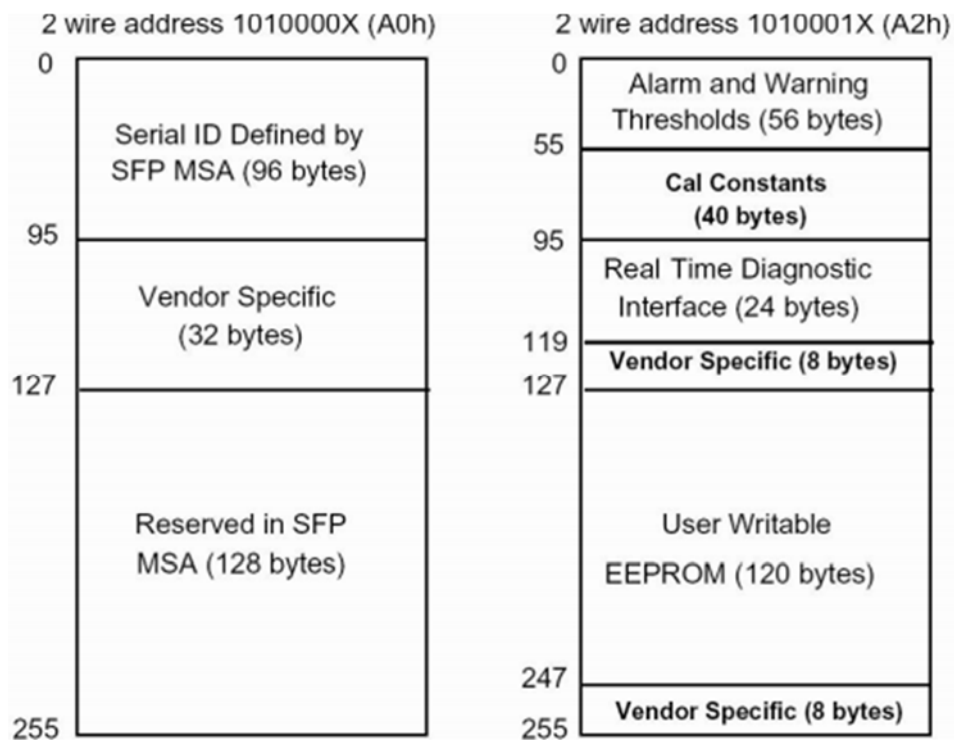 2 wire address 1010000X (A0h)
0
Serial ID Defined by
SFP MSA (96 bytes)
95
Vendor Specific
(32 bytes)
127
Reserved in SFP
MSA (128 bytes)
255
2 wire address 1010001X (A2h)
0
Alarm and Warning
Thresholds (56 bytes)
55
Cal Constants
(40 bytes)
95
Real Time Diagnostic
Interface (24 bytes)
119
Vendor Specific (8 bytes)
127
User Writable
EEPROM (120 bytes)
247
Vendor Specific (8 bytes)
255